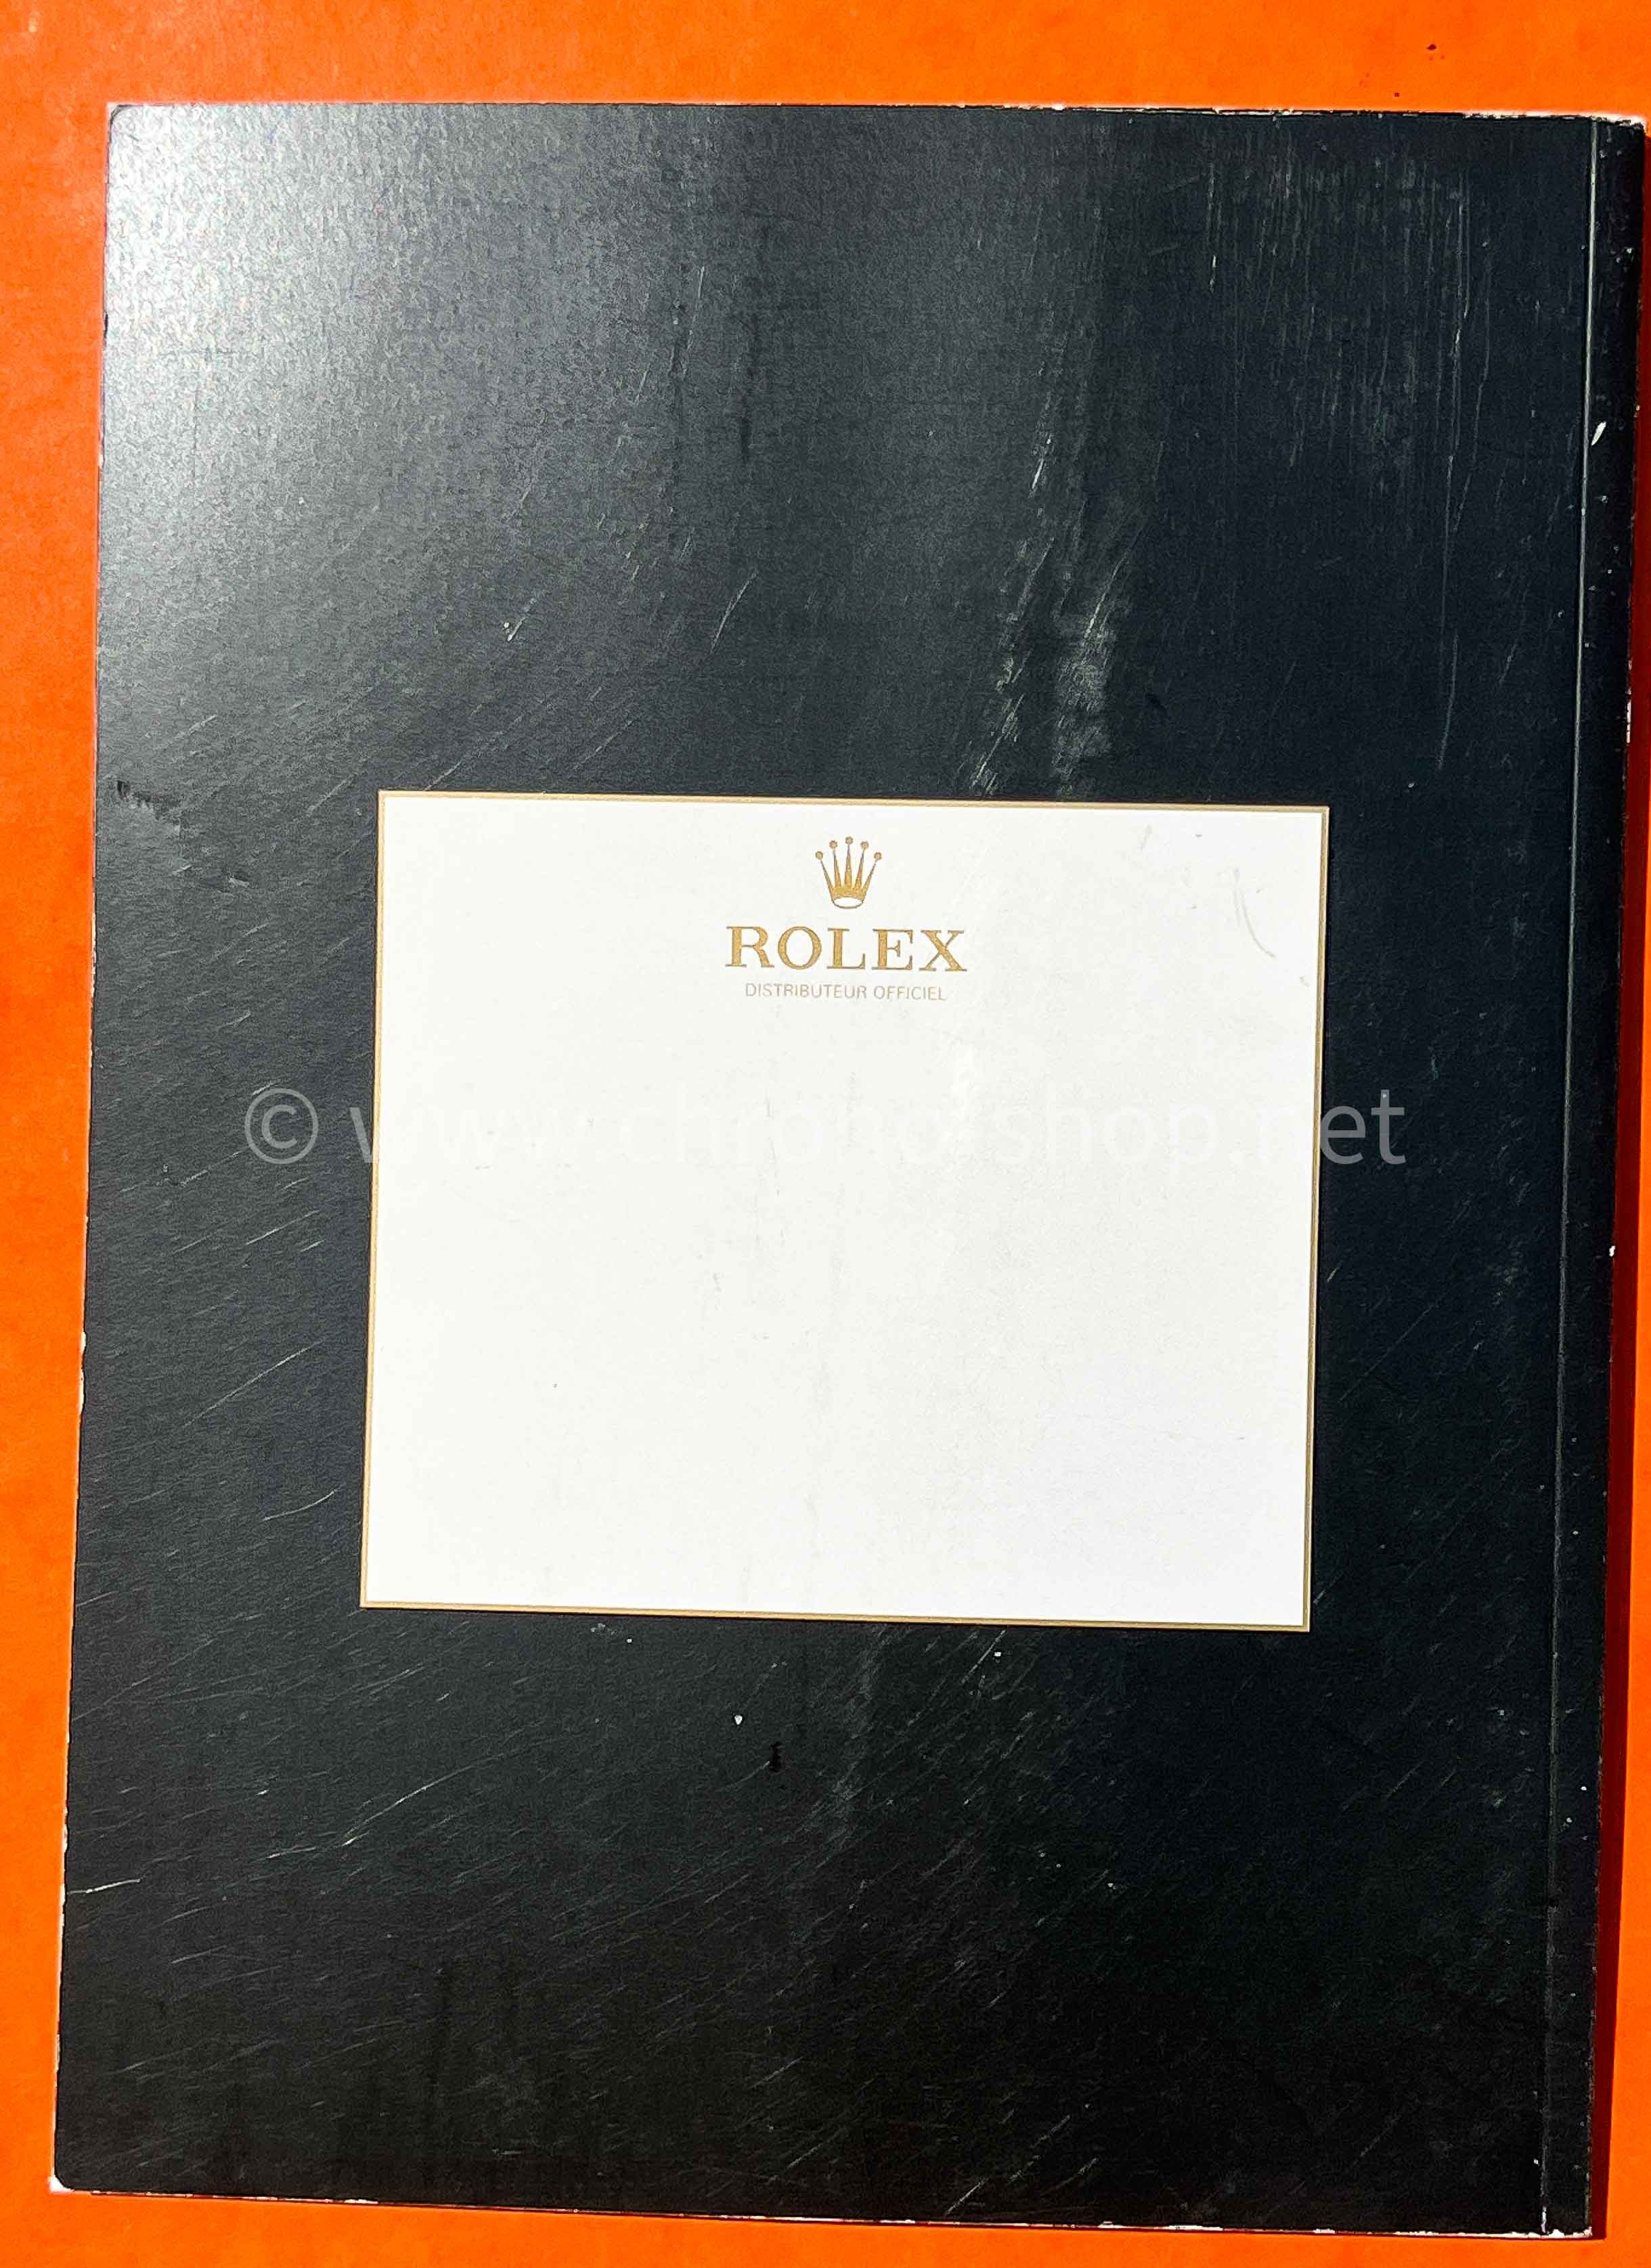 ROLEX
DISTRIBUTEUR OFFICIEL
© www.chrono-shop.net